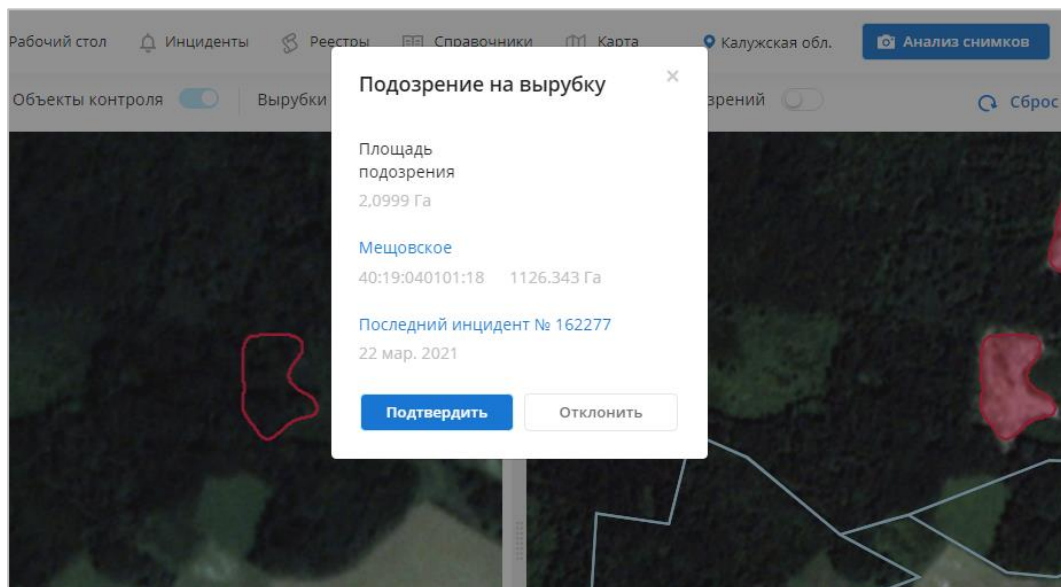 Рабочий стол Инциденты Реестры Справочники Карта Калужская обл. Анализ снимков
Объекты контроля Вырубки зрений Сброс
Подозрение на вырубку
Площадь
подозрения
2,0999 Га
Мещовское
40:19:040101:18 1126.343 Га
Последний инцидент № 162277
22 мар. 2021
Подтвердить Отклонить